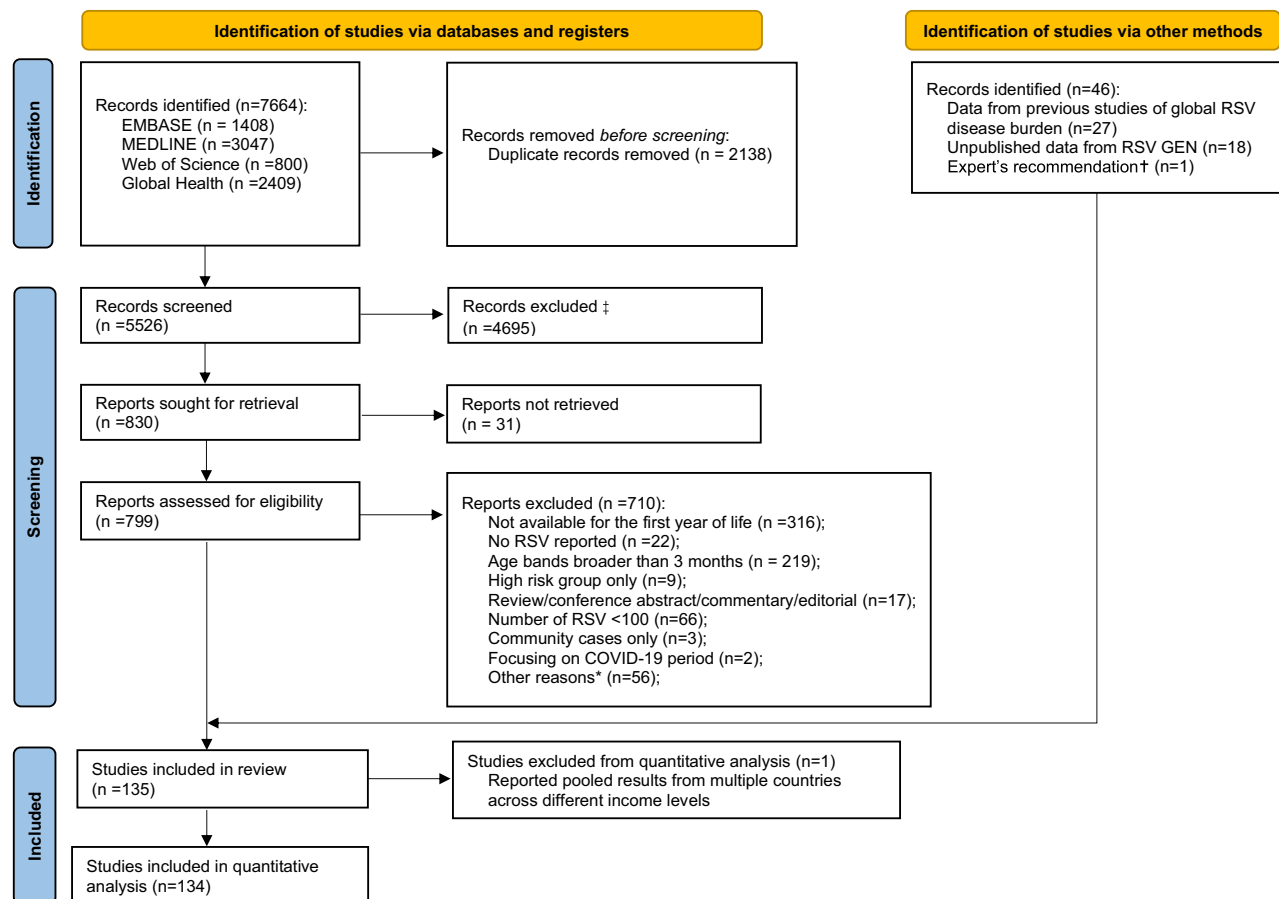 Identification of studies via databases and registers
Identification of studies via other methods
Identification
Records identified (n=7664):
EMBASE (n = 1408)
MEDLINE (n =3047)
Web of Science (n =800)
Global Health (n =2409)
Records removed before screening:
Duplicate records removed (n = 2138)
Records identified (n=46):
Data from previous studies of global RSV
disease burden (n=27)
Unpublished data from RSV GEN (n=18)
Expert's recommendation† (n=1)
Screening
Records screened
(n =5526)
Records excluded ‡
(n =4695)
Reports sought for retrieval
(n =830)
Reports not retrieved
(n = 31)
Reports assessed for eligibility
(n =799)
Reports excluded (n =710):
Not available for the first year of life (n =316);
No RSV reported (n =22);
Age bands broader than 3 months (n = 219);
High risk group only (n=9);
Review/conference abstract/commentary/editorial (n=17);
Number of RSV <100 (n=66);
Community cases only (n=3);
Focusing on COVID-19 period (n=2);
Other reasons* (n=56);
Included
Studies included in review
(n =135)
Studies excluded from quantitative analysis (n=1)
Reported pooled results from multiple countries
across different income levels
Studies included in quantitative
analysis (n=134)